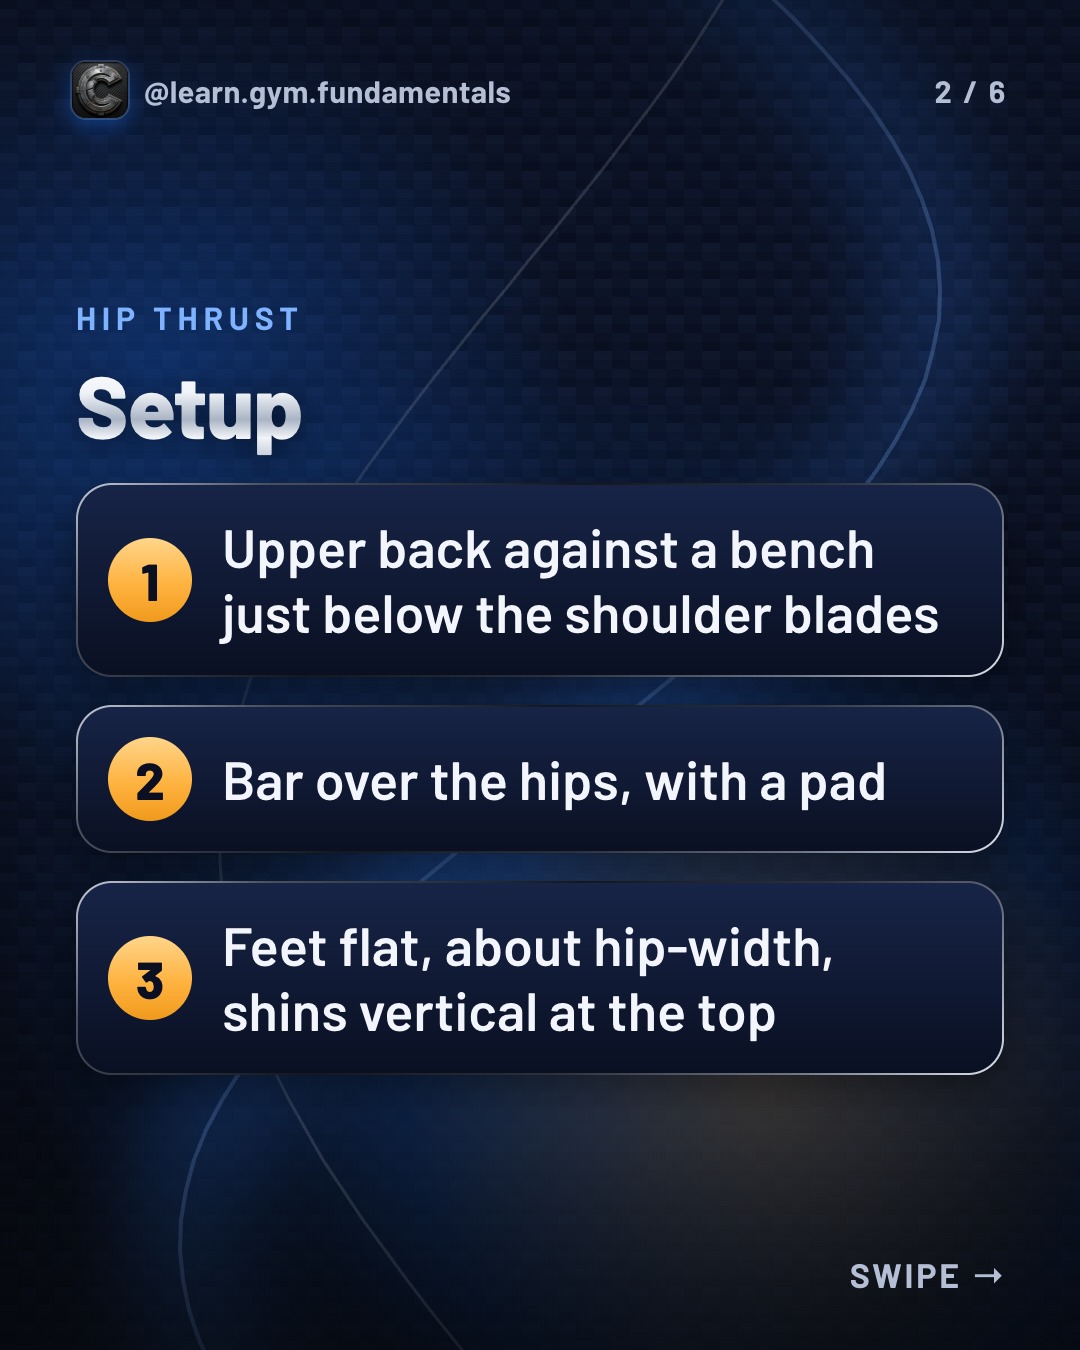 @learn.gym.fundamentals
2 / 6
HIP THRUST
Setup
1
Upper back against a bench
just below the shoulder blades
2
Bar over the hips, with a pad
3
Feet flat, about hip-width,
shins vertical at the top
SWIPE →